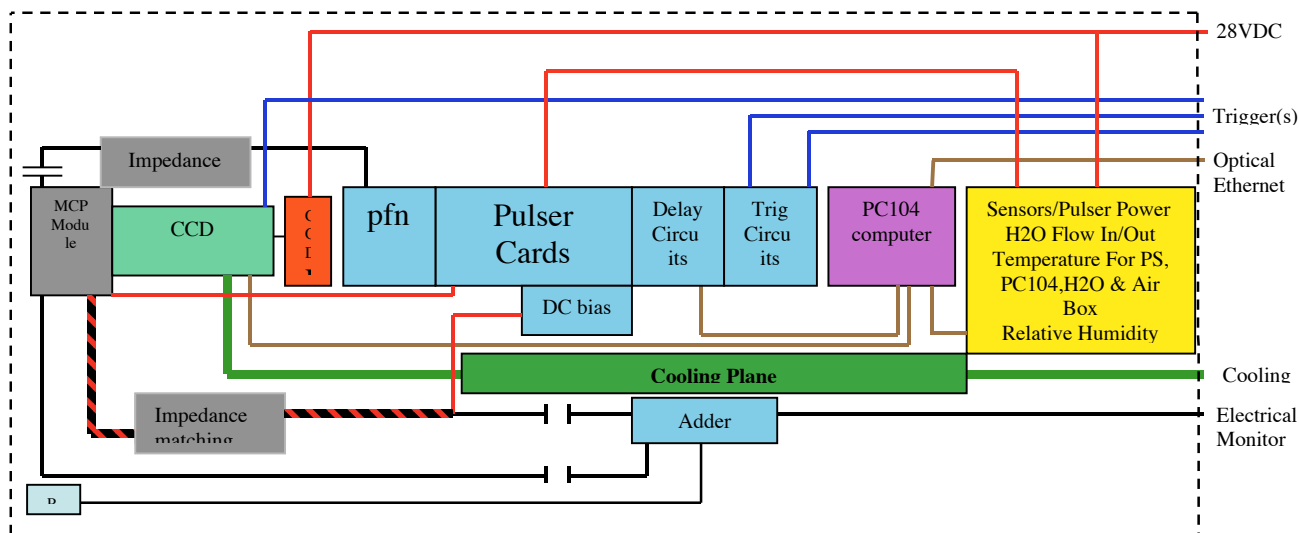 28VDC
Trigger(s)
Optical
Ethernet
Impedance
MCP
Modu
le
CCD
pfn
Pulser
Cards
Delay
Circu
its
Trig
Circu
its
PC104
computer
Sensors/Pulser Power
H2O Flow In/Out
Temperature For PS,
PC104,H2O & Air
Box
Relative Humidity
DC bias
Cooling Plane
Cooling
Impedance
matching
Adder
Electrical
Monitor